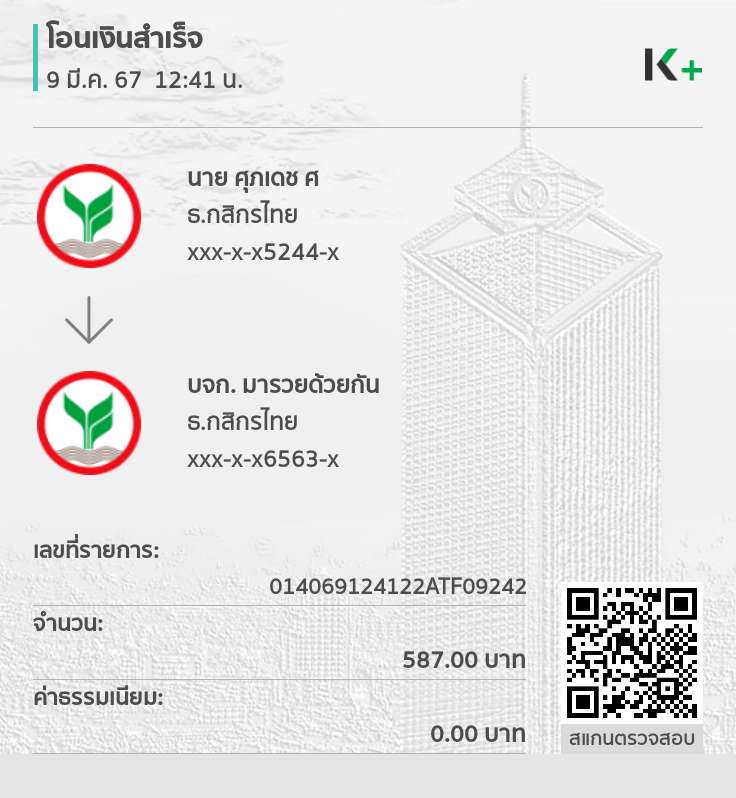 โอนเงินสำเร็จ
9 มี.ค. 67 12:41 น.
K+
นาย ศุภเดช ศ
ธ.กสิกรไทย
xxx-x-x5244-x
บจก. มารวยด้วยกัน
ธ.กสิกรไทย
xxx-x-x6563-x
เลขที่รายการ:
014069124122ATF09242
จำนวน:
587.00 บาท
ค่าธรรมเนียม:
0.00 บาท
สแกนตรวจสอบ